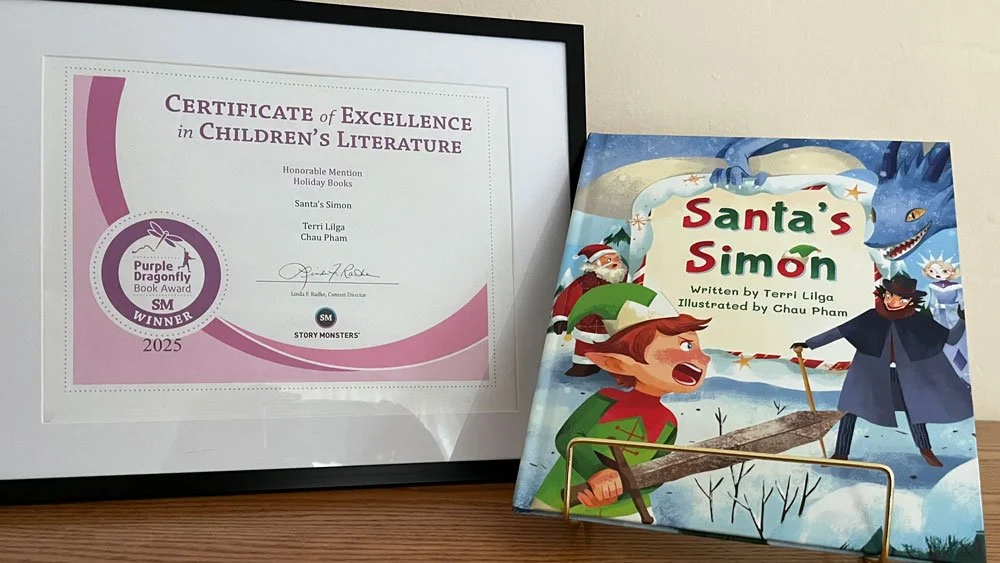 CERTIFICATE of EXCELLENCE
in CHILDREN'S LITERATURE
Honorable Mention
Holiday Books
Santa's Simon
Terri Lilga
Chau Pham
Linda F. Radke, Contest Director
SM
STORY MONSTERS
Purple
Dragonfly
Book Award
SM
WINNER
2025
Santa's
Simon
Written by Terri Lilga
Illustrated by Chau Pham